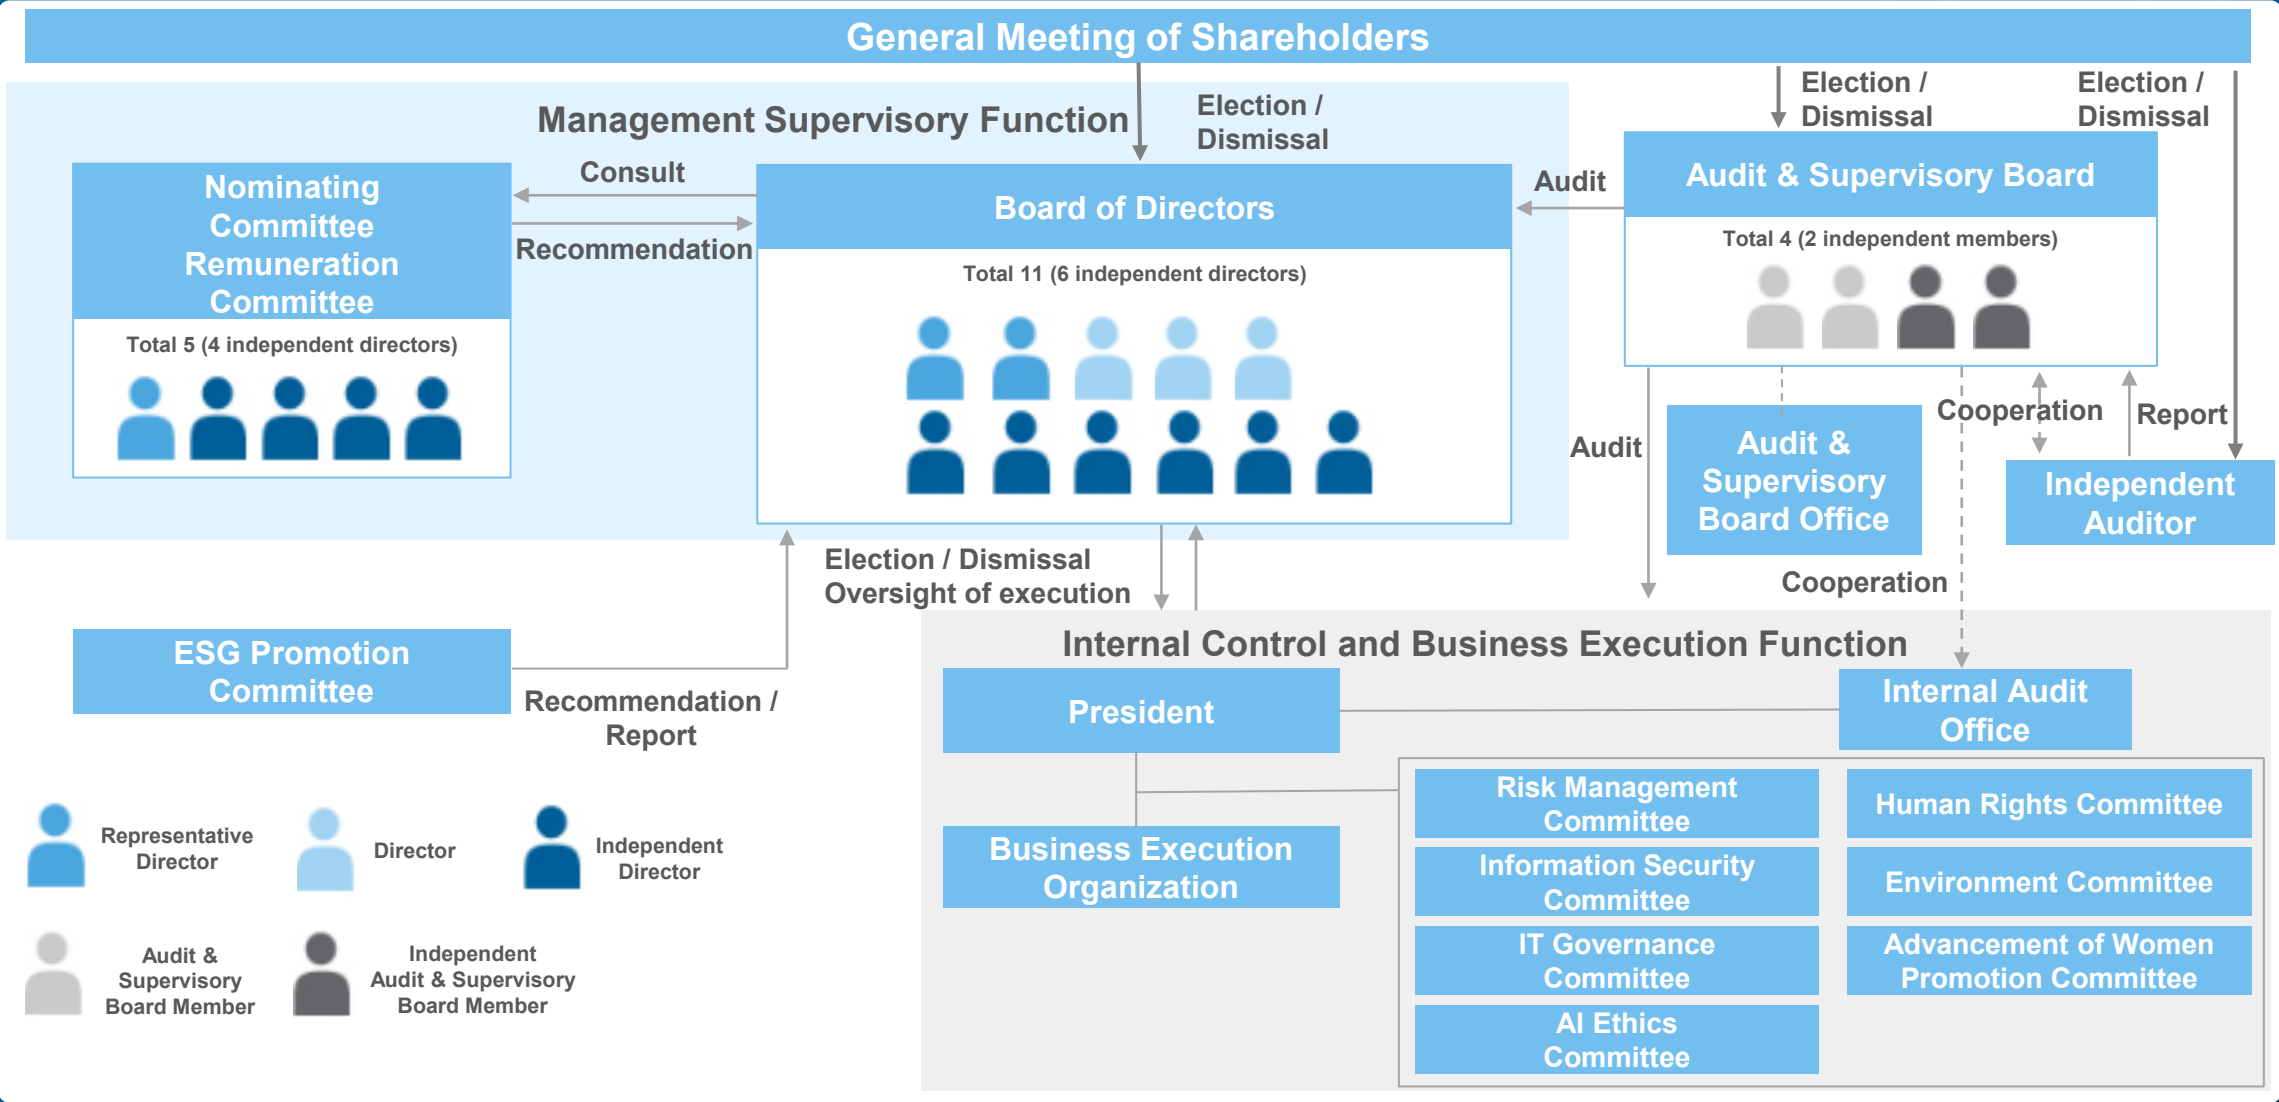 General Meeting of Shareholders
Management Supervisory Function
Election /
Dismissal
Election /
Dismissal
Election /
Dismissal
Nominating
Committee
Remuneration
Committee
Total 5 (4 independent directors)
Consult
Recommendation
Board of Directors
Total 11 (6 independent directors)
Audit
Audit & Supervisory Board
Total 4 (2 independent members)
Audit
Audit &
Supervisory
Board Office
Cooperation
Report
Independent
Auditor
Cooperation
Election / Dismissal
Oversight of execution
ESG Promotion
Committee
Recommendation /
Report
Internal Control and Business Execution Function
President
Internal Audit
Office
Business Execution
Organization
Risk Management
Committee
Human Rights Committee
Information Security
Committee
Environment Committee
IT Governance
Committee
Advancement of Women
Promotion Committee
AI Ethics
Committee
Representative
Director
Director
Independent
Director
Audit &
Supervisory
Board Member
Independent
Audit & Supervisory
Board Member